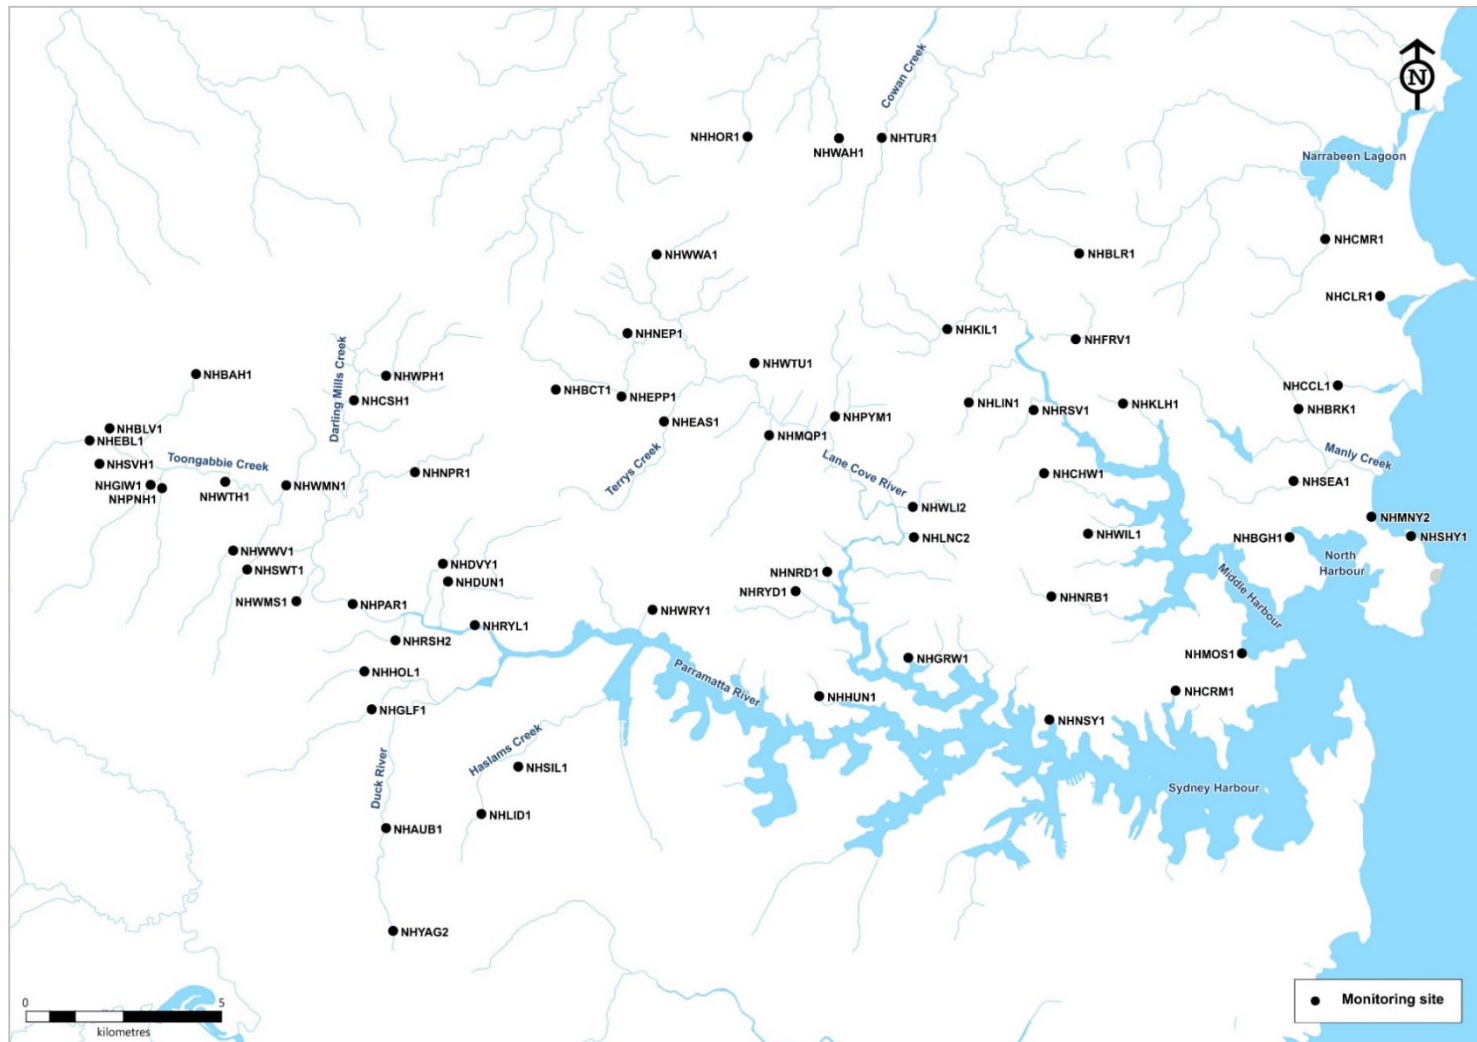 N
Cowan Creek
NHHOR1
NHWAH1
NHTUR1
Narrabeen Lagoon
NHCMR1
NHWWA1
NHBLR1
NHCLR1
NHNEP1
NHKIL1
NHFRV1
Darling Mills Creek
NHBAH1
NHWPH1
NHWTU1
NHCCL1
NHBCT1
NHEPP1
NHCSH1
NHLIN1
NHRSV1
NHKLH1
NHBRK1
NHBLV1
NHEAS1
NHPYM1
NHEBL1
NHMQP1
Manly Creek
NHSVH1
Toongabbie Creek
Terrys Creek
Lane Cove River
NHNPR1
NHCHW1
NHGIW1
NHPNH1
NHWTH1
NHWMN1
NHSEA1
NHWLI2
NHMNY2
NHLNC2
NHWIL1
NHBGH1
NHSHY1
NHWWV1
North
Harbour
NHSWT1
NHDVY1
NHDUN1
NHNRD1
NHRYD1
Middle Harbour
NHWMS1
NHPAR1
NHWRY1
NHNRB1
NHRYL1
NHRSH2
NHMOS1
NHHOL1
NHGRW1
Parramatta River
NHCRM1
NHHUN1
NHGLF1
NHNSY1
Haslams Creek
Duck River
NHSIL1
Sydney Harbour
NHLID1
NHAUB1
NHYAG2
0 5
kilometres
Monitoring site